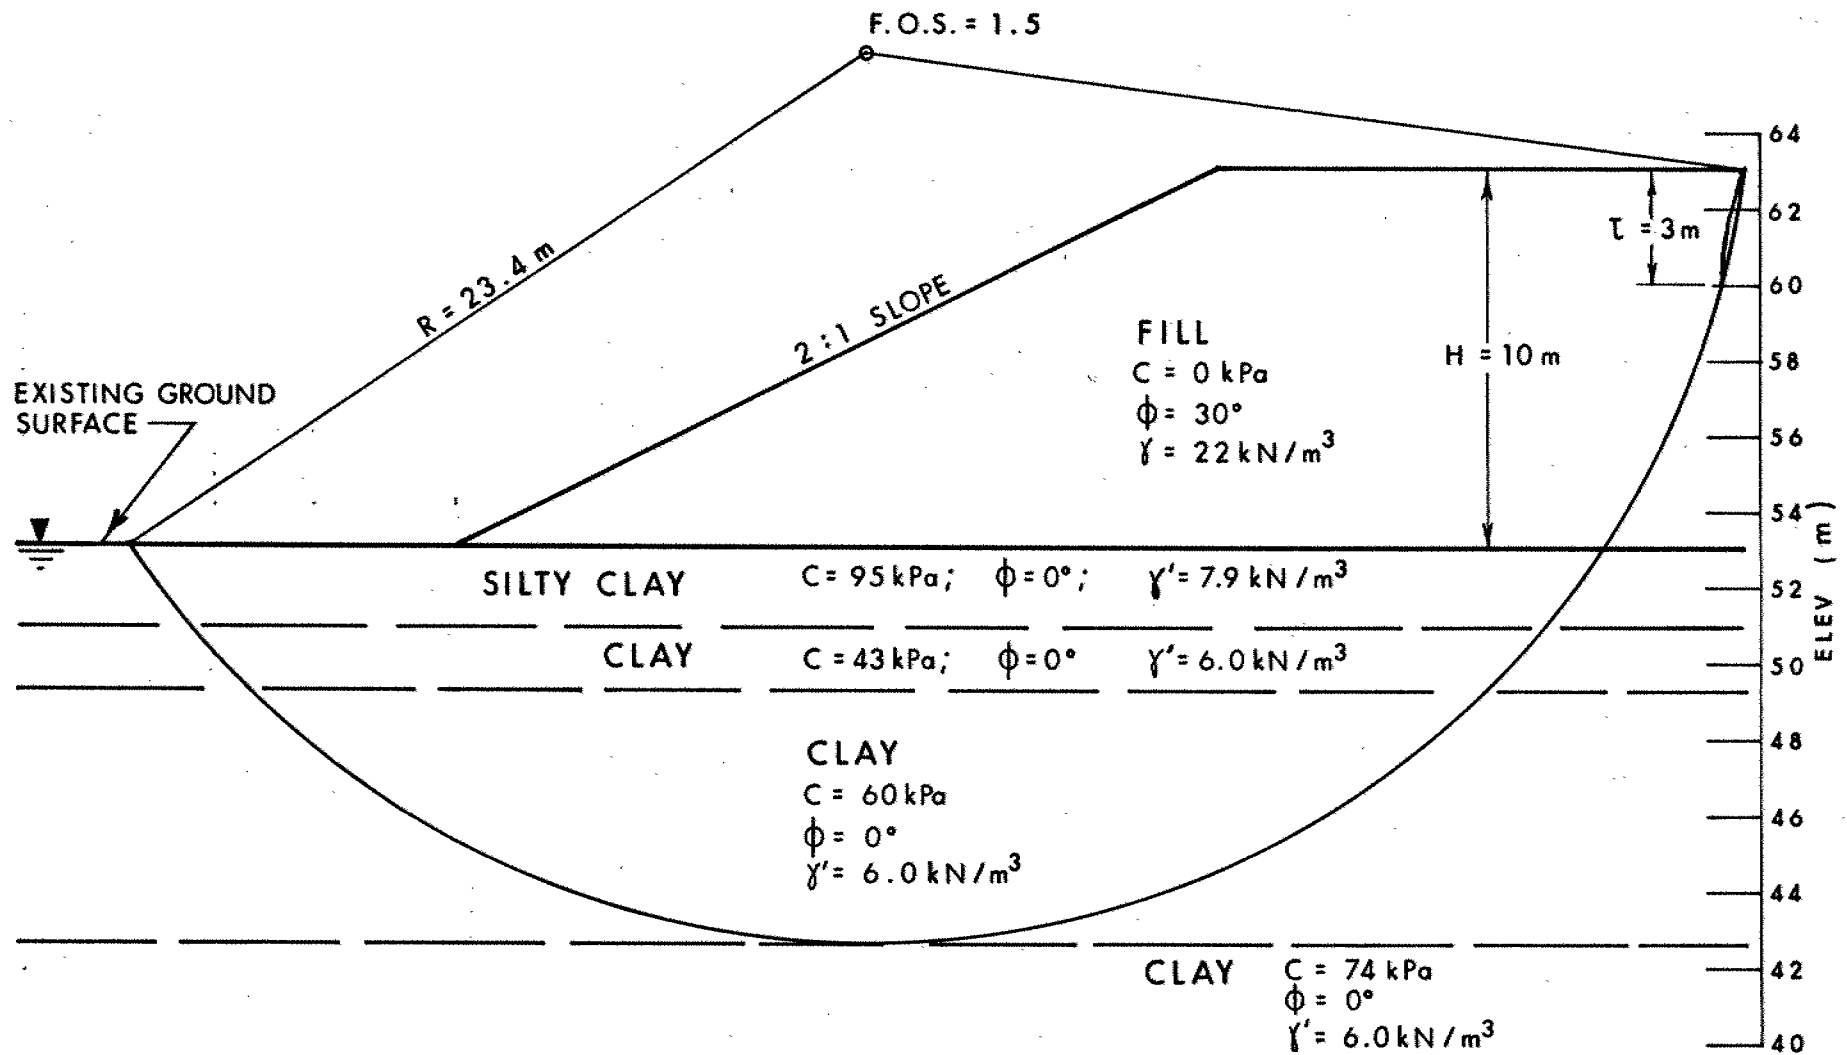 F.O.S. = 1.5
R = 23.4 m
2 : 1 SLOPE
EXISTING GROUND
SURFACE
FILL
C = 0 kPa
ϕ = 30°
γ = 22 kN/m³
H = 10 m
τ = 3 m
SILTY CLAY C = 95 kPa; ϕ = 0°; γ' = 7.9 kN/m³
CLAY C = 43 kPa; ϕ = 0° γ' = 6.0 kN/m³
CLAY
C = 60 kPa
ϕ = 0°
γ' = 6.0 kN/m³
CLAY C = 74 kPa
ϕ = 0°
γ' = 6.0 kN/m³
64
62
60
58
56
54
52
50
48
46
44
42
40
ELEV (m)